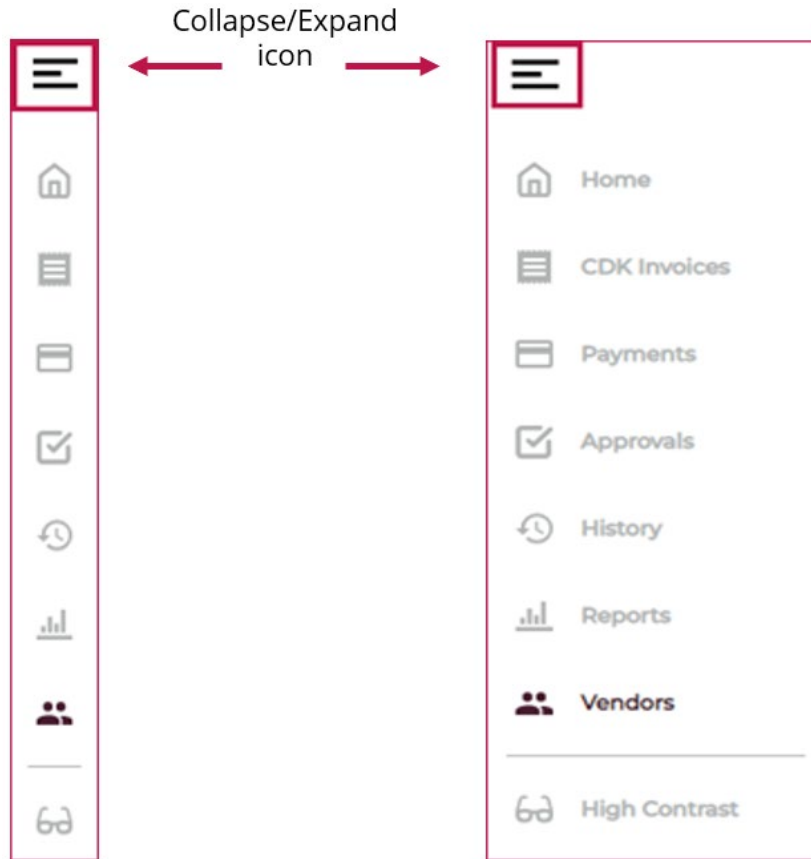 Collapse/Expand
icon
Home
CDK Invoices
Payments
Approvals
History
Reports
Vendors
High Contrast